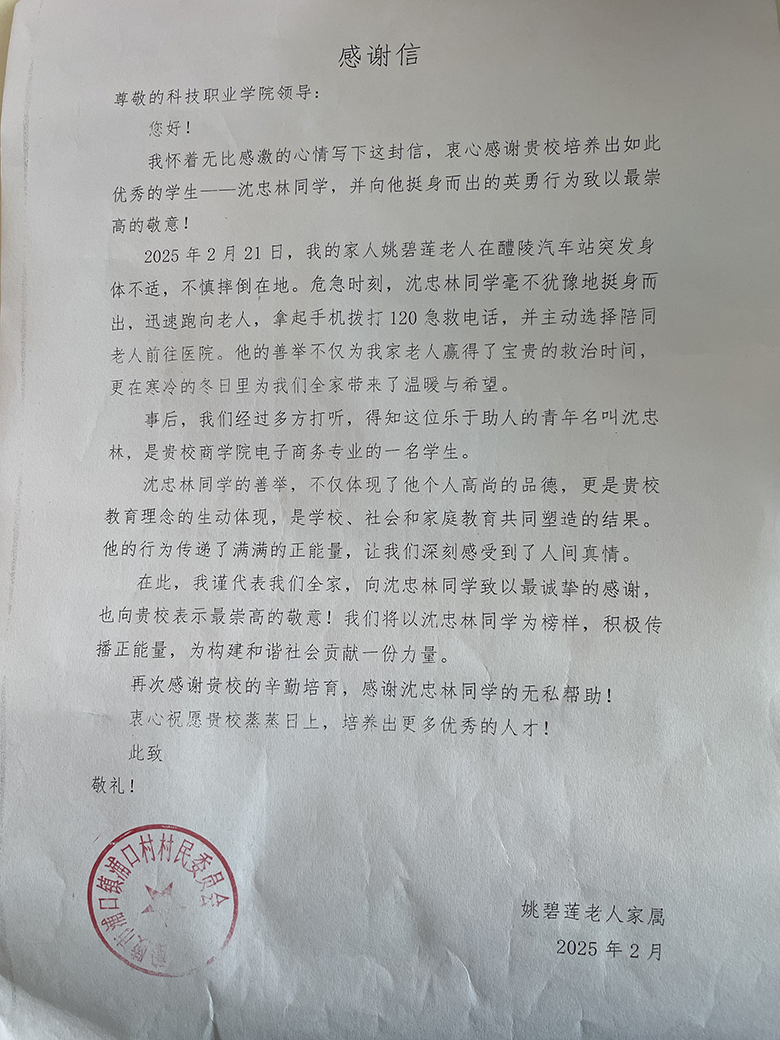 感谢信
尊敬的科技职业学院领导：
您好！
我怀着无比感激的心情写下这封信，衷心感谢贵校培养出如此
优秀的学生——沈忠林同学，并向他挺身而出的英勇行为致以最崇
高的敬意！
2025 年 2 月 21 日，我的家人姚碧莲老人在醴陵汽车站突发身
体不适，不慎摔倒在地。危急时刻，沈忠林同学毫不犹豫地挺身而
出，迅速跑向老人，拿起手机拨打 120 急救电话，并主动选择陪同
老人前往医院。他的善举不仅为我家老人赢得了宝贵的救治时间，
更在寒冷的冬日里为我们全家带来了温暖与希望。
事后，我们经过多方打听，得知这位乐于助人的青年名叫沈忠
林，是贵校商学院电子商务专业的一名学生。
沈忠林同学的善举，不仅体现了他个人高尚的品德，更是贵校
教育理念的生动体现，是学校、社会和家庭教育共同塑造的结果。
他的行为传递了满满的正能量，让我们深刻感受到了人间真情。
在此，我谨代表我们全家，向沈忠林同学致以最诚挚的感谢，
也向贵校表示最崇高的敬意！我们将以沈忠林同学为榜样，积极传
播正能量，为构建和谐社会贡献一份力量。
再次感谢贵校的辛勤培育，感谢沈忠林同学的无私帮助！
衷心祝愿贵校蒸蒸日上，培养出更多优秀的人才！
此致
敬礼！
醴陵市浦口镇浦口村村民委员会
姚碧莲老人家属
2025 年 2 月